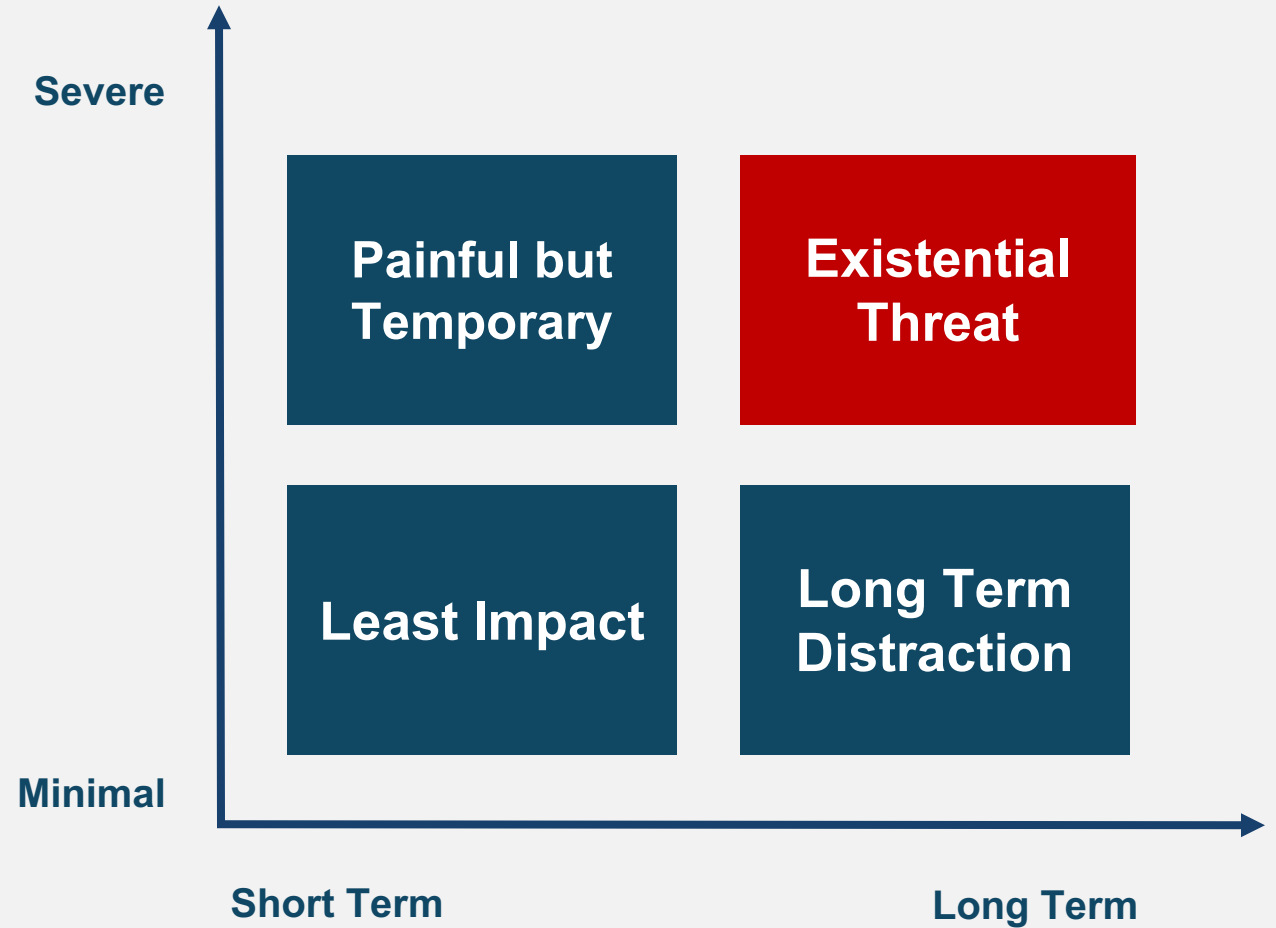 Severe
Painful but
Temporary
Existential
Threat
Least Impact
Long Term
Distraction
Minimal
Short Term
Long Term